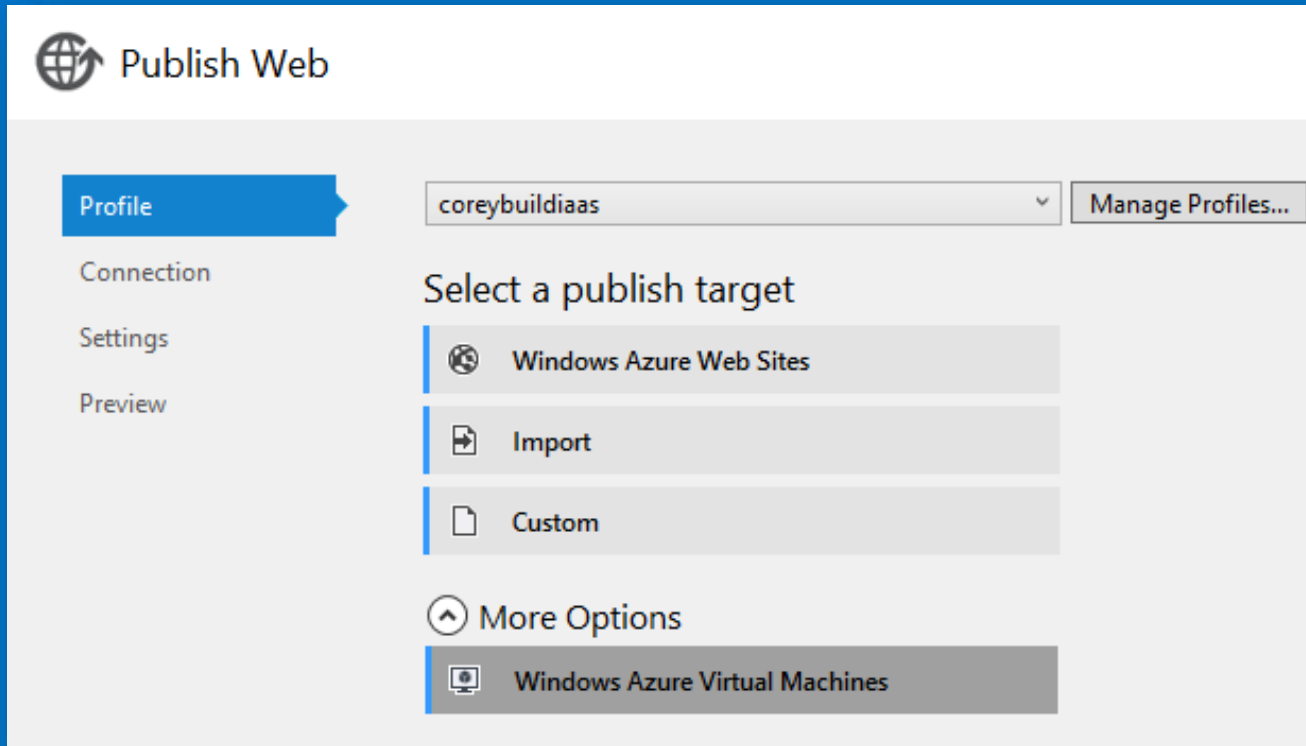 Publish Web
Profile
coreybuildiaas
Manage Profiles...
Connection
Select a publish target
Settings
Windows Azure Web Sites
Preview
Import
Custom
More Options
Windows Azure Virtual Machines